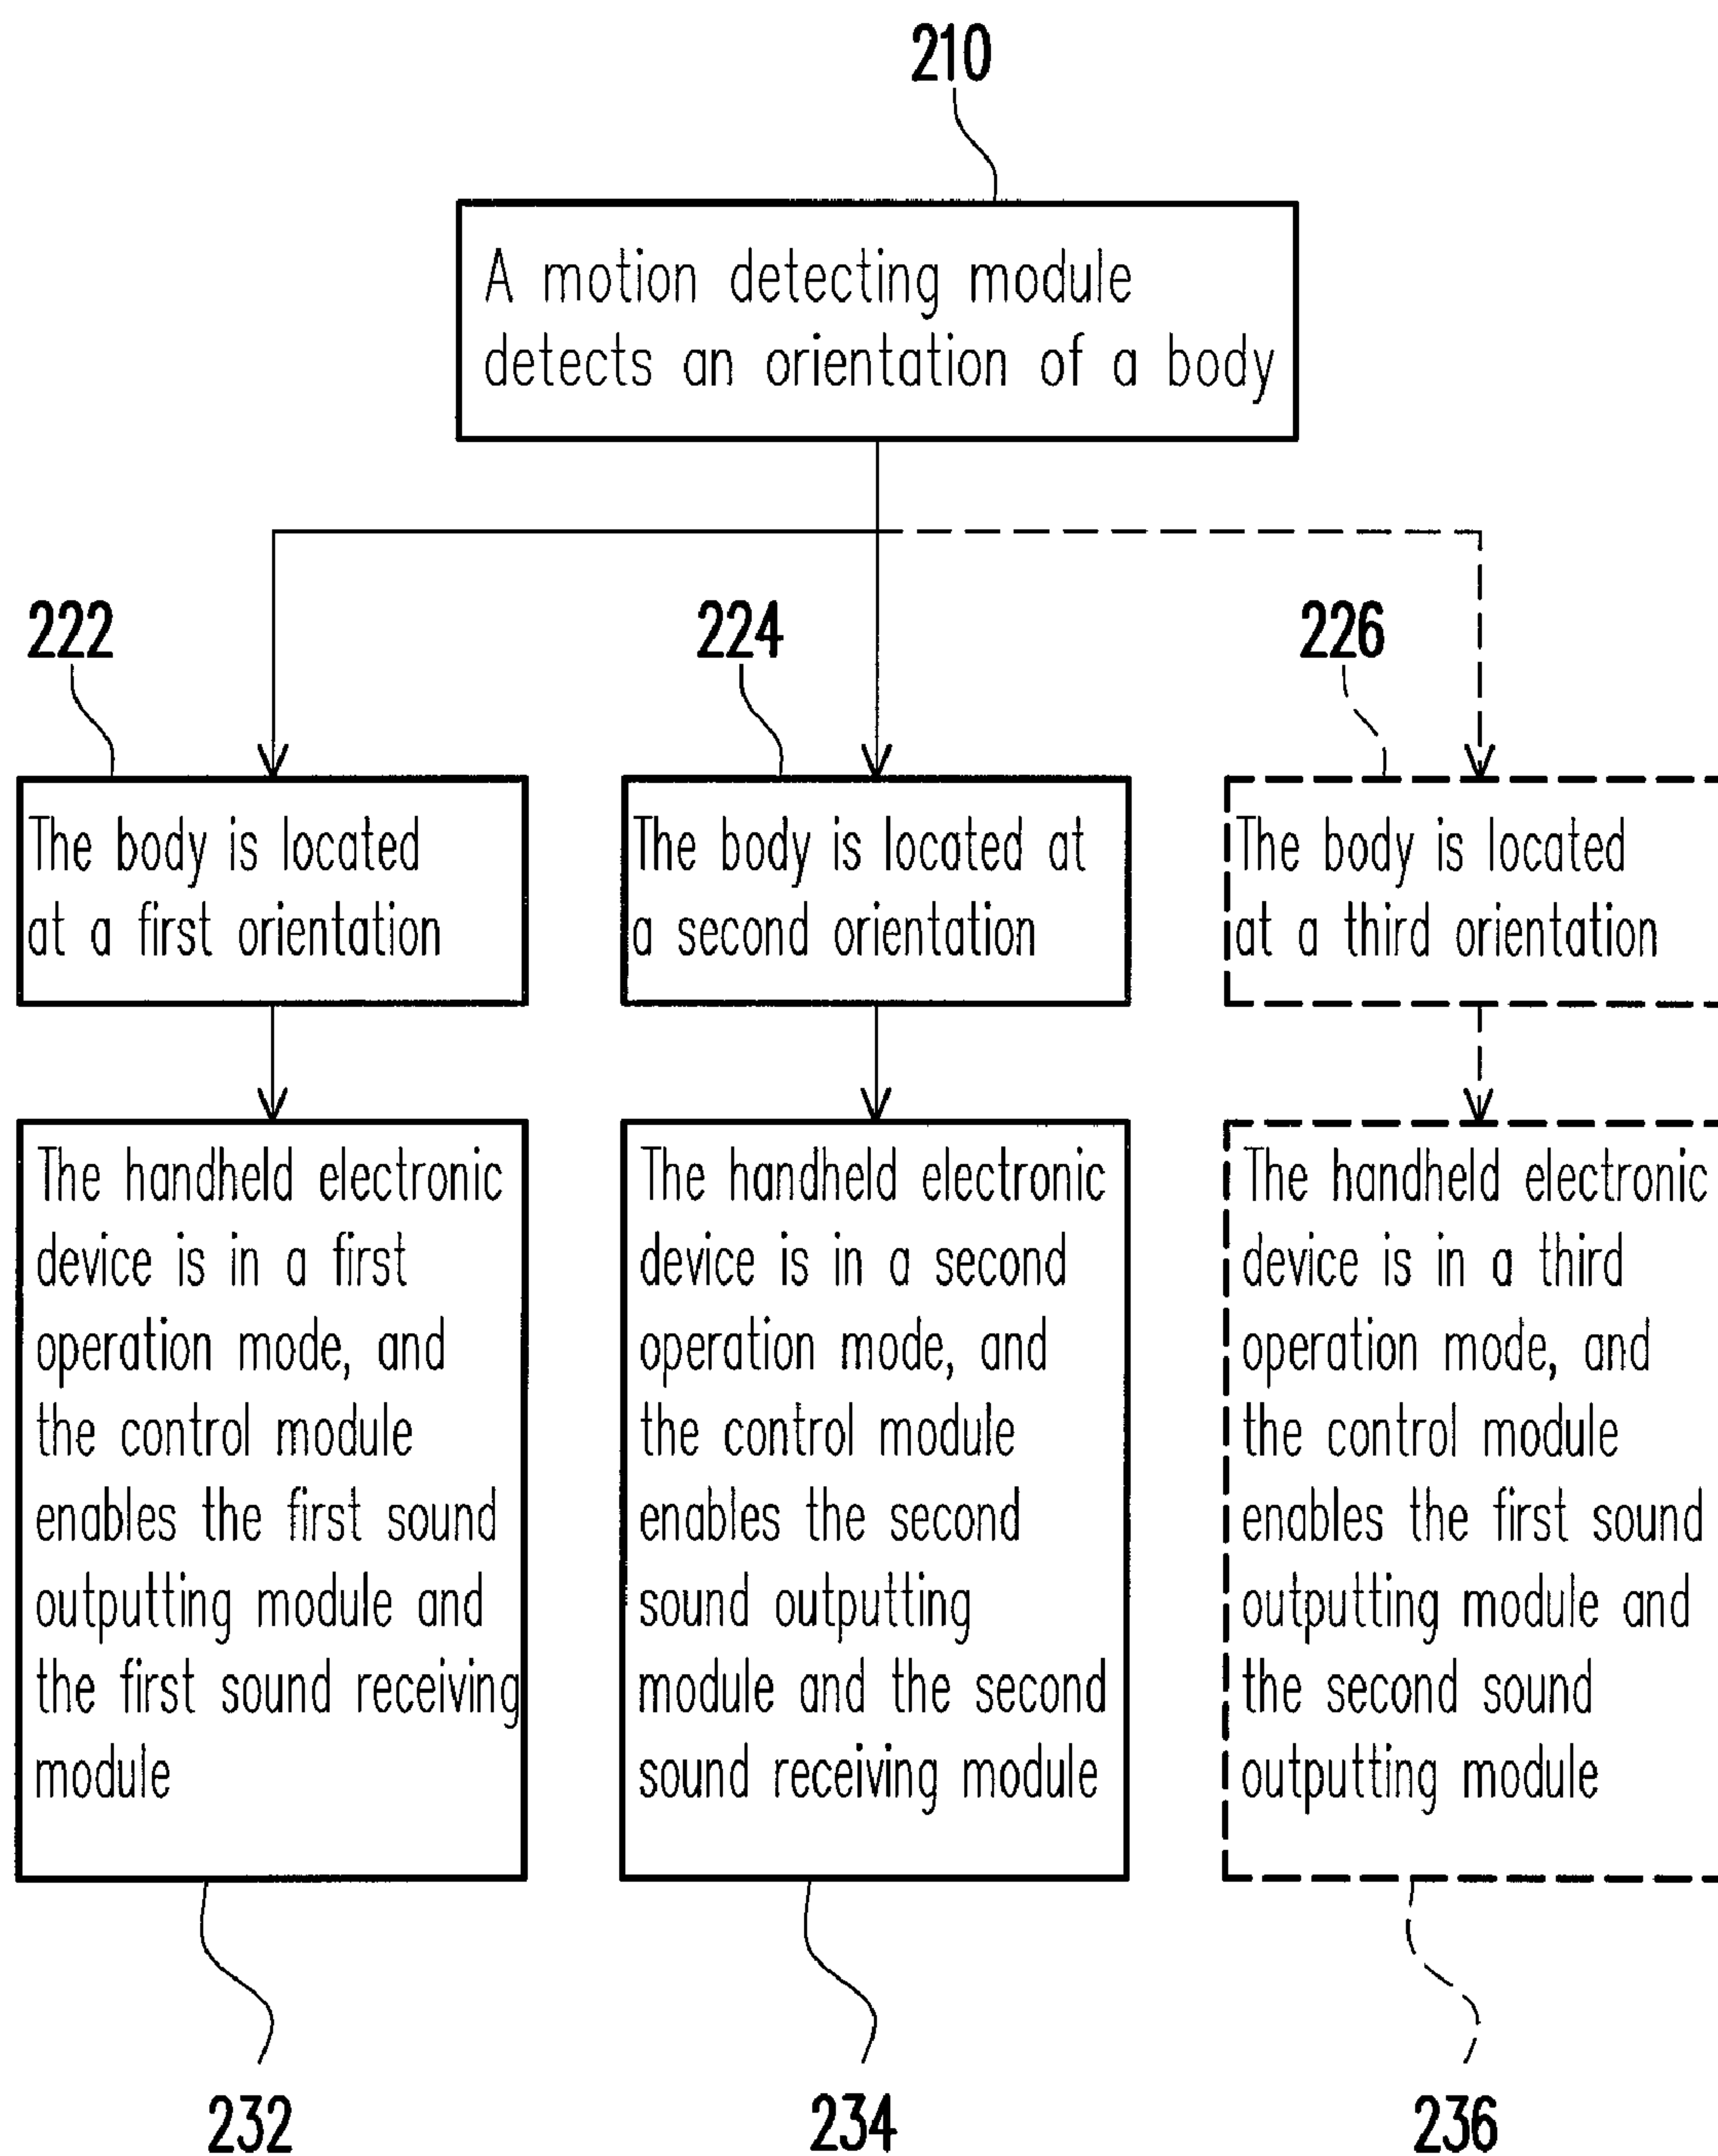 210
A motion detecting module
detects an orientation of a body
222
224
226
The body is located
at a first orientation
The body is located at
a second orientation
The body is located
at a third orientation
The handheld electronic
device is in a first
operation mode, and
the control module
enables the first sound
outputting module and
the first sound receiving
module
The handheld electronic
device is in a second
operation mode, and
the control module
enables the second
sound outputting
module and the second
sound receiving module
The handheld electronic
device is in a third
operation mode, and
the control module
enables the first sound
outputting module and
the second sound
outputting module
232
234
236